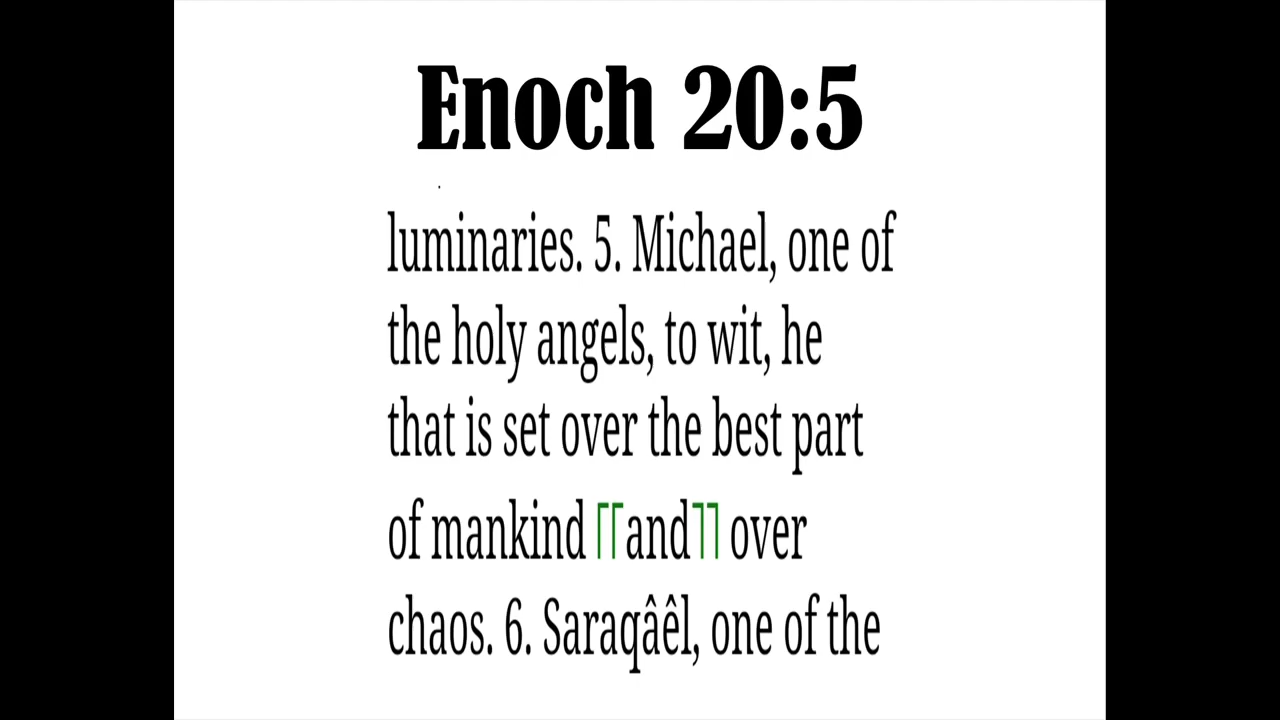 Enoch 20:5
luminaries. 5. Michael, one of
the holy angels, to wit, he
that is set over the best part
of mankind ⌈⌈and⌉⌉ over
chaos. 6. Saraqâêl, one of the